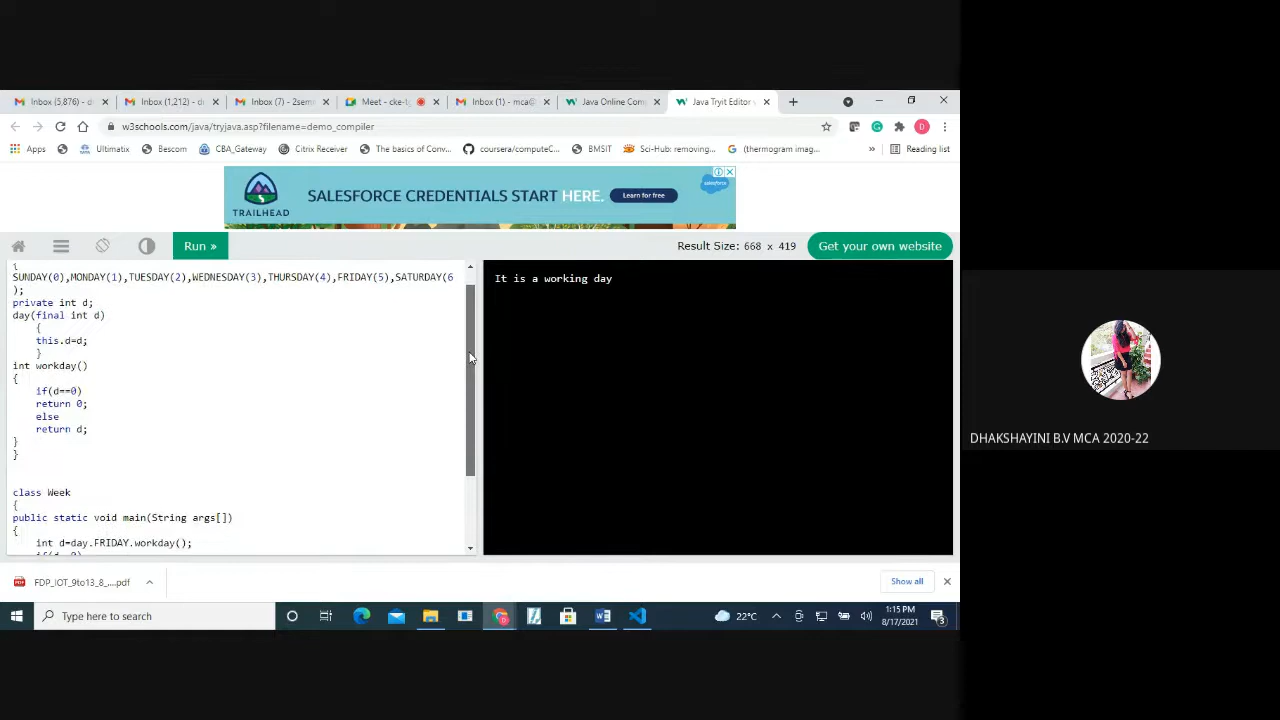 Inbox (5,876) - d
Inbox (1,212) - d
Inbox (7) - 2sem
Meet - cke-t
Inbox (1) - mca@
Java Online Com
Java Tryit Editor
w3schools.com/java/tryjava.asp?filename=demo_compiler
Apps
Ultimatix
Bescom
CBA_Gateway
Citrix Receiver
The basics of Conv...
coursera/computeC...
BMSIT
Sci-Hub: removing...
(thermogram imag...
»
Reading list
TRAILHEAD
SALESFORCE CREDENTIALS START HERE.
Learn for free
salesforce
Run »
Result Size: 668 x 419
Get your own website
{
SUNDAY(0),MONDAY(1),TUESDAY(2),WEDNESDAY(3),THURSDAY(4),FRIDAY(5),SATURDAY(6
);
private int d;
day(final int d)
{
this.d=d;
}
int workday()
{
if(d==0)
return 0;
else
return d;
}
}
class Week
{
public static void main(String args[])
{
int d=day.FRIDAY.workday();
It is a working day
DHAKSHAYINI B.V MCA 2020-22
FDP_IOT_9to13_8_....pdf
Show all
Type here to search
22°C
1:15 PM
8/17/2021
3